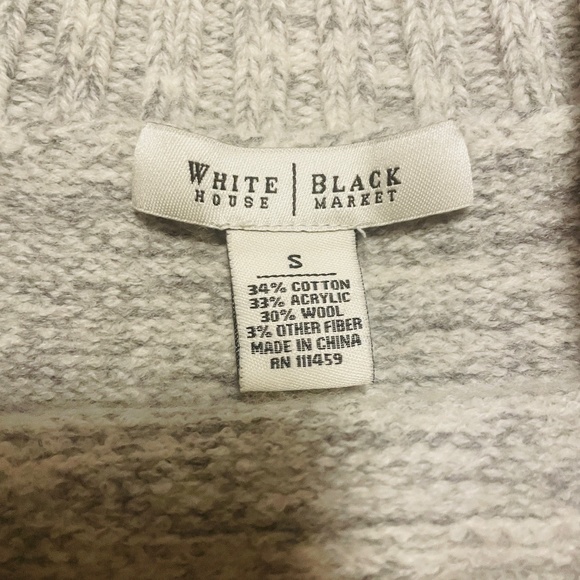 WHITE | BLACK
HOUSE | MARKET
S
34% COTTON
33% ACRYLIC
30% WOOL
3% OTHER FIBER
MADE IN CHINA
RN 111459